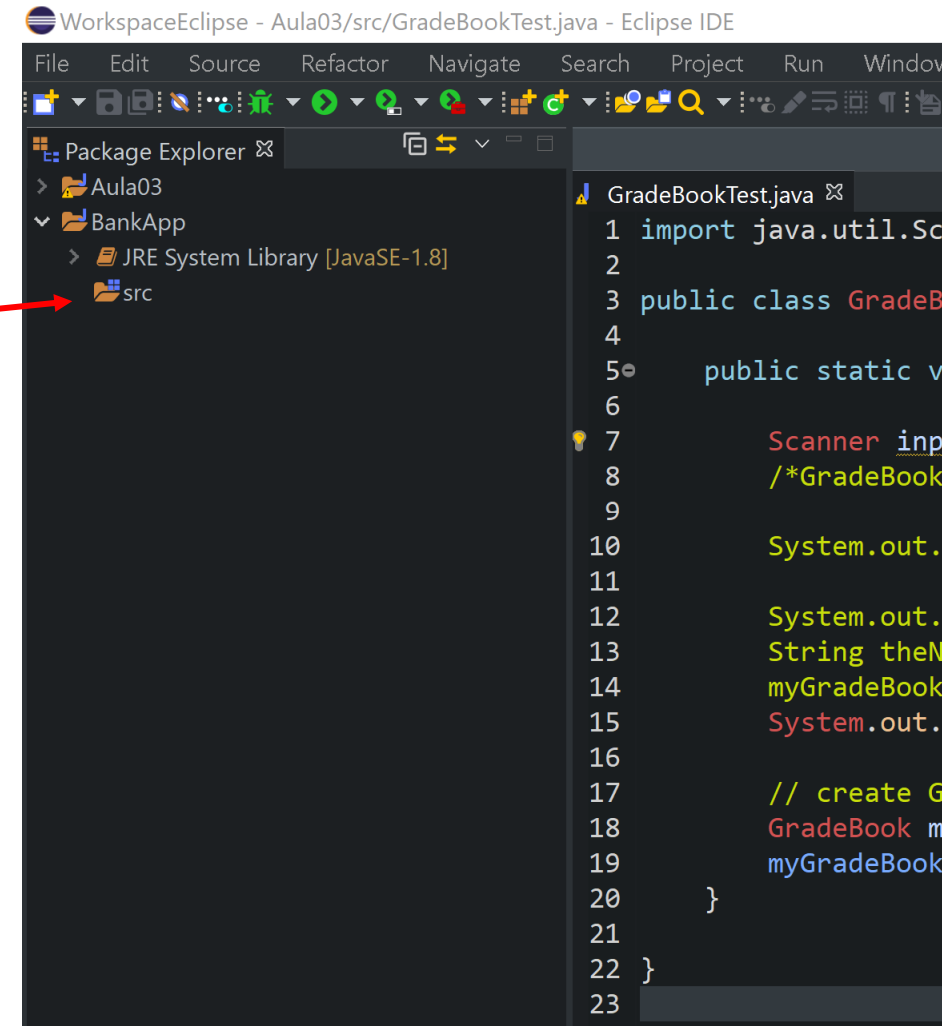 WorkspaceEclipse - Aula03/src/GradeBookTest.java - Eclipse IDE
File Edit Source Refactor Navigate Search Project Run Window
Package Explorer
Aula03
BankApp
JRE System Library [JavaSE-1.8]
src
GradeBookTest.java
1 import java.util.Sc
2
3 public class GradeB
4
5 public static v
6
7 Scanner inp
8 /*GradeBook
9
10 System.out.
11
12 System.out.
13 String theN
14 myGradeBook
15 System.out.
16
17 // create G
18 GradeBook m
19 myGradeBook
20 }
21
22 }
23